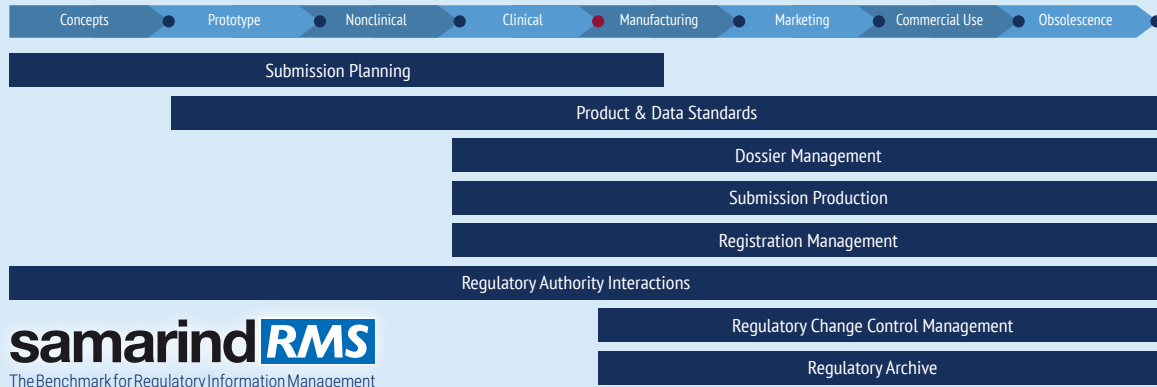 Concepts Prototype Nonclinical Clinical Manufacturing Marketing Commercial Use Obsolescence
Submission Planning
Product & Data Standards
Dossier Management
Submission Production
Registration Management
Regulatory Authority Interactions
Regulatory Change Control Management
Regulatory Archive
samarind RMS
The Benchmark for Regulatory Information Management